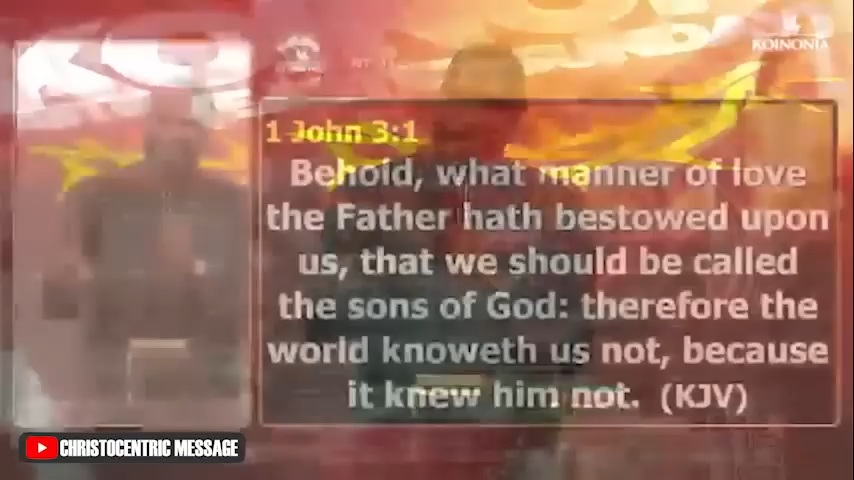 KOINONIA
1 John 3:1
Behold, what manner of love
the Father hath bestowed upon
us, that we should be called
the sons of God: therefore the
world knoweth us not, because
it knew him not. (KJV)
CHRISTOCENTRIC MESSAGE